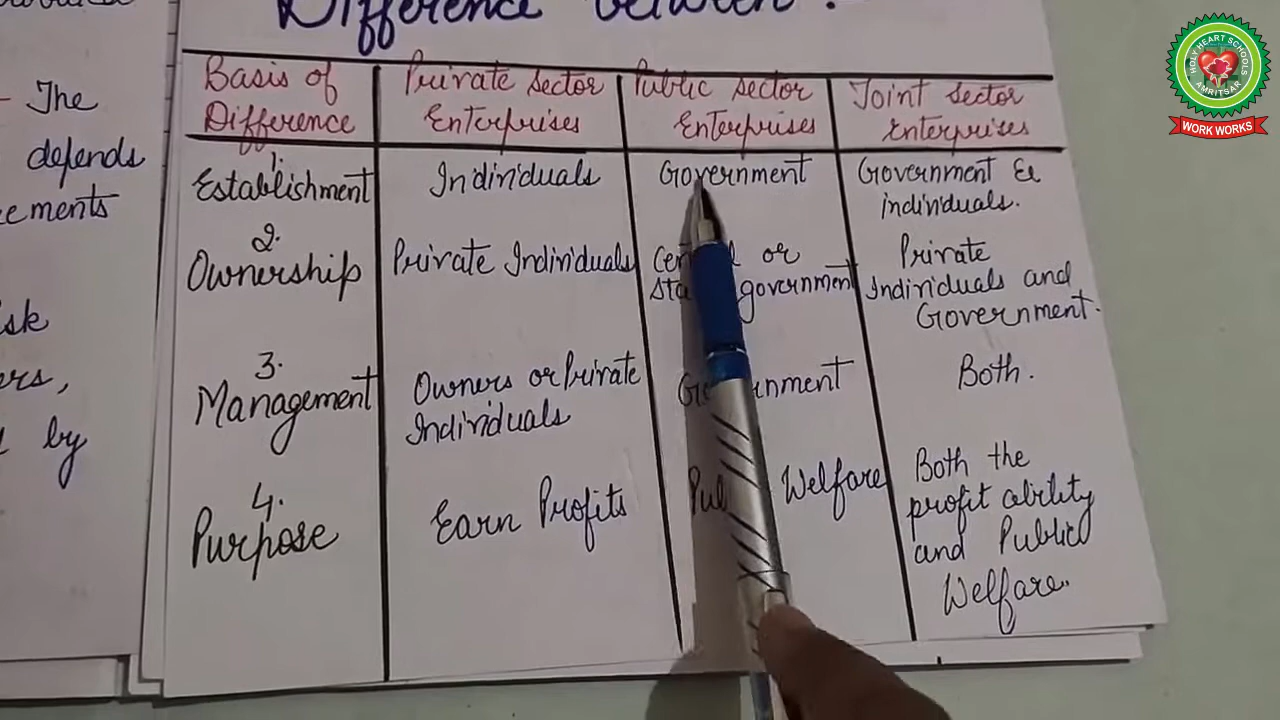 Difference between:
- The
defends
ements
isk
ers,
by
Basis of
Difference
Private Sector
Enterprises
Public Sector
Enterprises
Joint Sector
Enterprises
1.
Establishment
Individuals
Government
Government &
individuals.
2.
Ownership
Private Individuals
or
government
Private
Individuals and
Government.
3.
Management
Owners or Private
Individuals
Both.
4.
Purpose
Earn Profits
Welfare
Both the
profit ability
and Public
Welfare.
HOLY HEART SCHOOLS
AMRITSAR
WORK WORKS